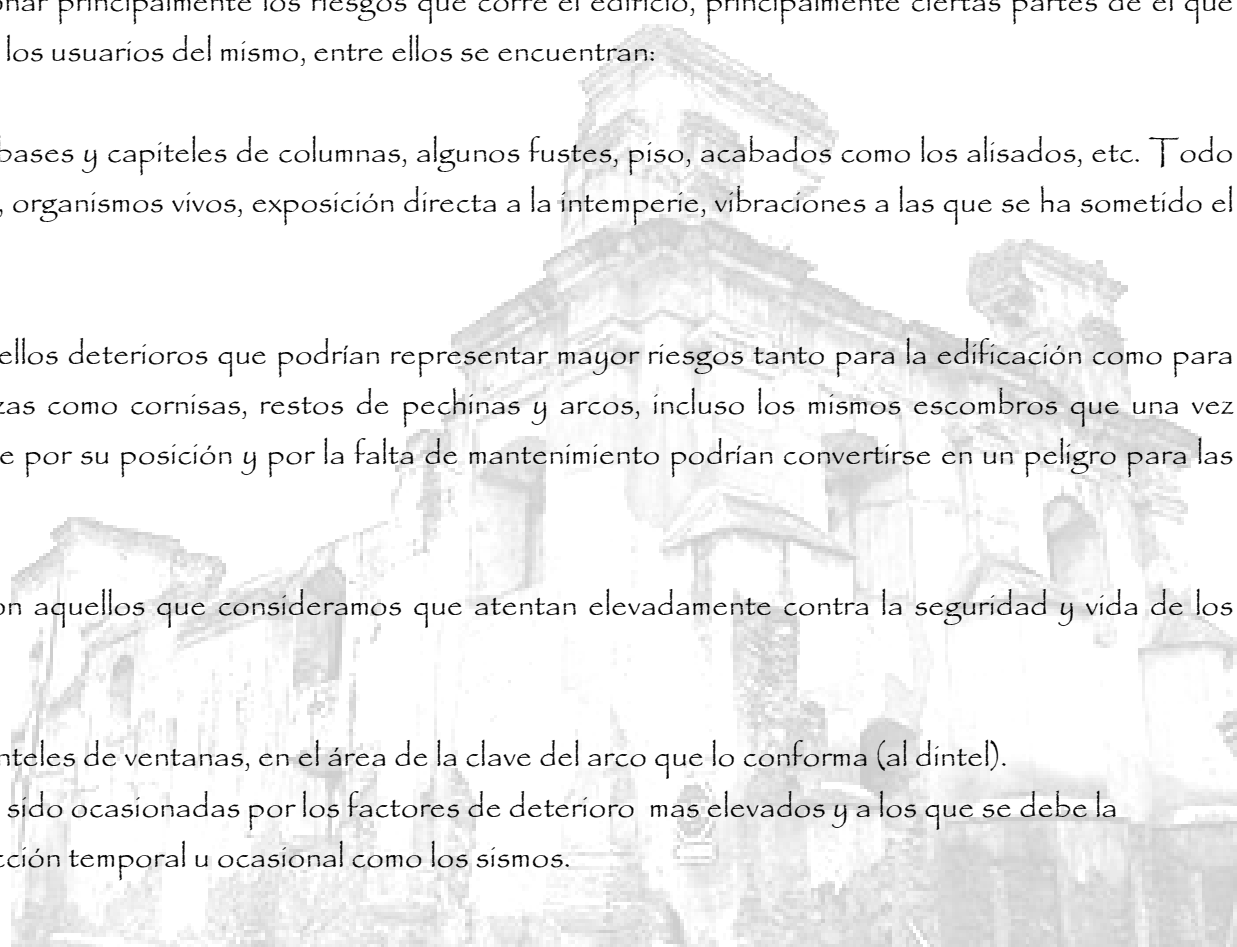 nar principalmente los riesgos que corre el edificio, principalmente ciertas partes de el que
los usuarios del mismo, entre ellos se encuentran:
bases y capiteles de columnas, algunos fustes, piso, acabados como los alisados, etc. Todo
, organismos vivos, exposición directa a la intemperie, vibraciones a las que se ha sometido el
ellos deterioros que podrían representar mayor riesgos tanto para la edificación como para
zas como cornisas, restos de pechinas y arcos, incluso los mismos escombros que una vez
e por su posición y por la falta de mantenimiento podrían convertirse en un peligro para las
on aquellos que consideramos que atentan elevadamente contra la seguridad y vida de los
nteles de ventanas, en el área de la clave del arco que lo conforma (al dintel).
sido ocasionadas por los factores de deterioro mas elevados y a los que se debe la
cción temporal u ocasional como los sismos.